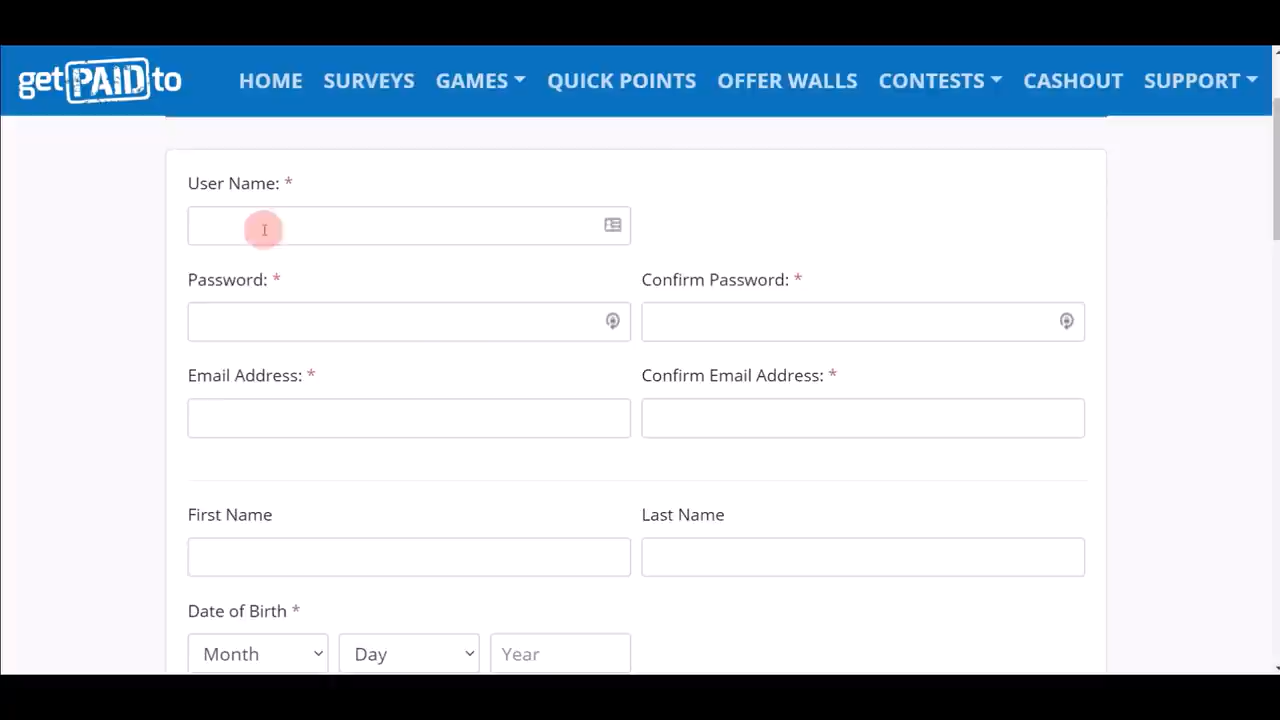 getPAIDto HOME SURVEYS GAMES QUICK POINTS OFFER WALLS CONTESTS CASHOUT SUPPORT
User Name: *
Password: * Confirm Password: *
Email Address: * Confirm Email Address: *
First Name Last Name
Date of Birth *
Month Day Year